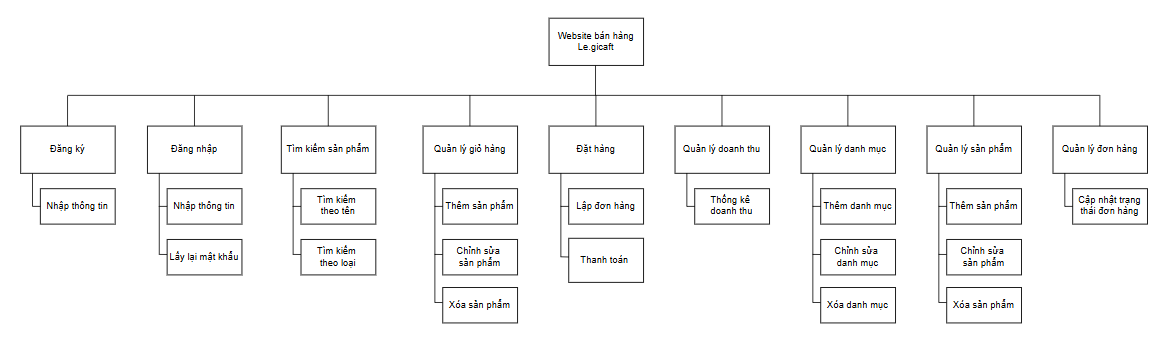 Website bán hàng
Le.gicaft
Đăng ký
Đăng nhập
Tìm kiếm sản phẩm
Quản lý giỏ hàng
Đặt hàng
Quản lý doanh thu
Quản lý danh mục
Quản lý sản phẩm
Quản lý đơn hàng
Nhập thông tin
Nhập thông tin
Lấy lại mật khẩu
Tìm kiếm
theo tên
Tìm kiếm
theo loại
Thêm sản phẩm
Chỉnh sửa
sản phẩm
Xóa sản phẩm
Lập đơn hàng
Thanh toán
Thống kê
doanh thu
Thêm danh mục
Chỉnh sửa
danh mục
Xóa danh mục
Thêm sản phẩm
Chỉnh sửa
sản phẩm
Xóa sản phẩm
Cập nhật trạng
thái đơn hàng